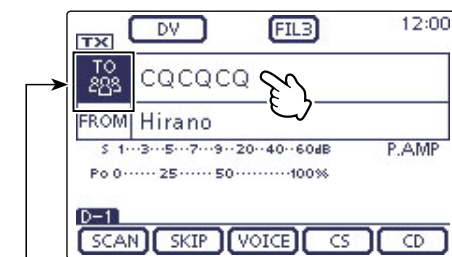 DV FIL3 12:00
TX
TO CQCQCQ
FROM Hirano
S 1···3···5···7···9··20··40··60dB P.AMP
Po 0······ 25 ······ 50 ··········100%
D-1
SCAN SKIP VOICE CS CD